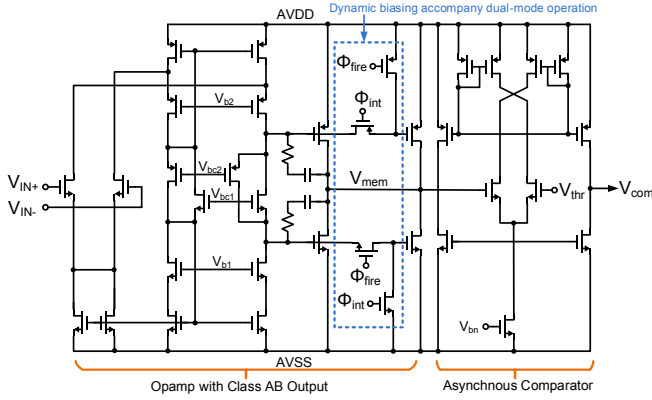 Dynamic biasing accompany dual-mode operation
AVDD
Φfire
Φint
Vb2
Vbc2
Vbc1
VIN+
VIN-
Vmem
Vthr
Vcom
Vb1
Φfire
Φint
Vbn
AVSS
Opamp with Class AB Output
Asynchnous Comparator